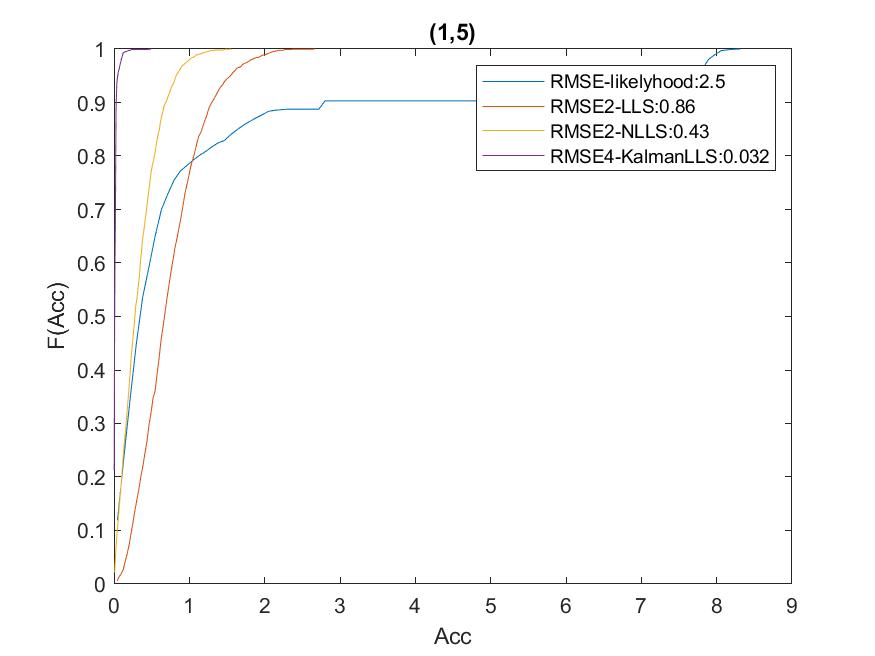 (1,5)
1
0.9
0.8
0.7
0.6
0.5
0.4
0.3
0.2
0.1
0
F(Acc)
RMSE-likelyhood:2.5
RMSE2-LLS:0.86
RMSE2-NLLS:0.43
RMSE4-KalmanLLS:0.032
0 1 2 3 4 5 6 7 8 9
Acc